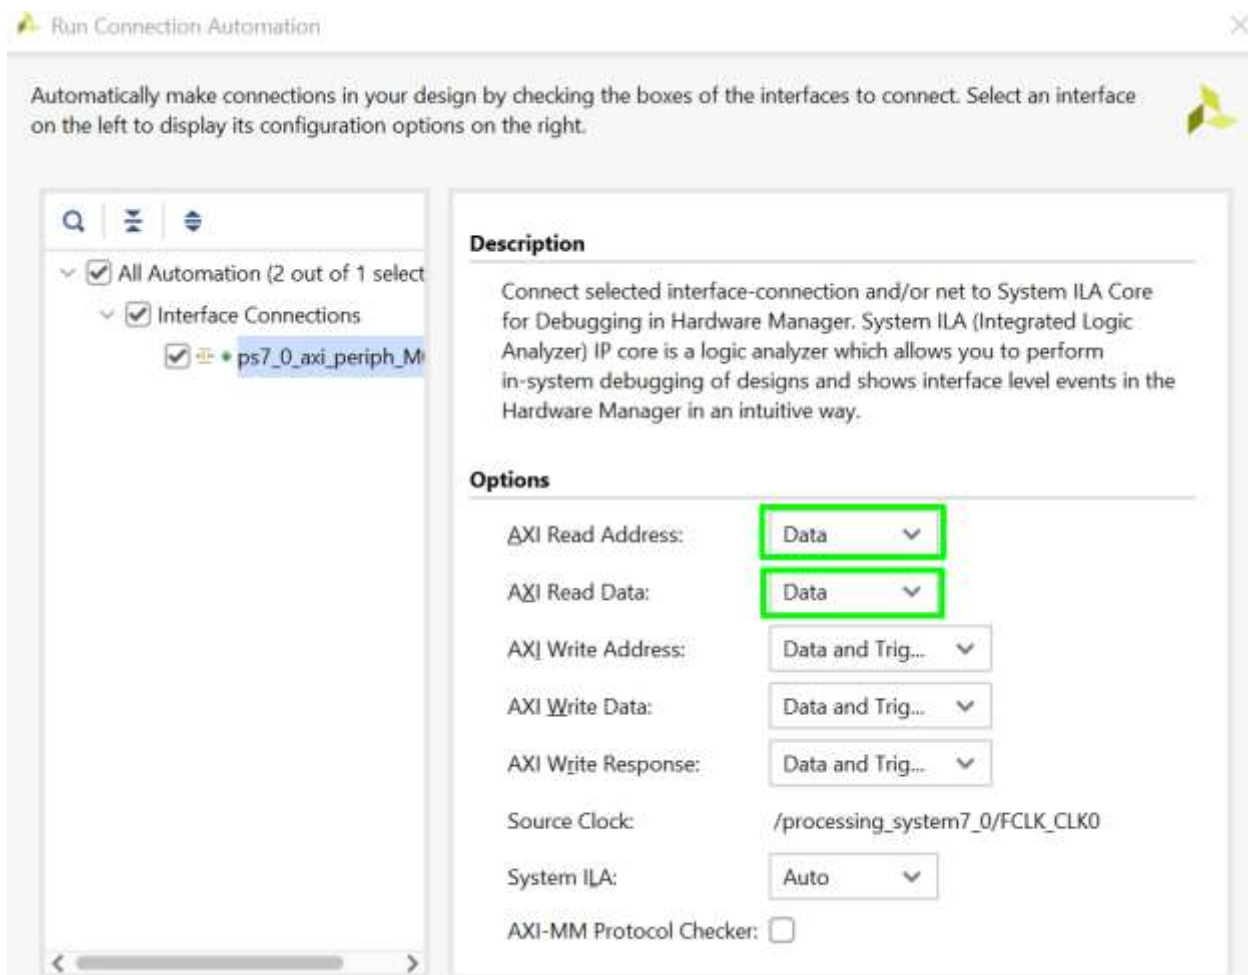 Run Connection Automation
Automatically make connections in your design by checking the boxes of the interfaces to connect. Select an interface
on the left to display its configuration options on the right.
All Automation (2 out of 1 select
Interface Connections
ps7_0_axi_periph_M
Description
Connect selected interface-connection and/or net to System ILA Core
for Debugging in Hardware Manager. System ILA (Integrated Logic
Analyzer) IP core is a logic analyzer which allows you to perform
in-system debugging of designs and shows interface level events in the
Hardware Manager in an intuitive way.
Options
AXI Read Address: Data
AXI Read Data: Data
AXI Write Address: Data and Trig...
AXI Write Data: Data and Trig...
AXI Write Response: Data and Trig...
Source Clock: /processing_system7_0/FCLK_CLK0
System ILA: Auto
AXI-MM Protocol Checker: